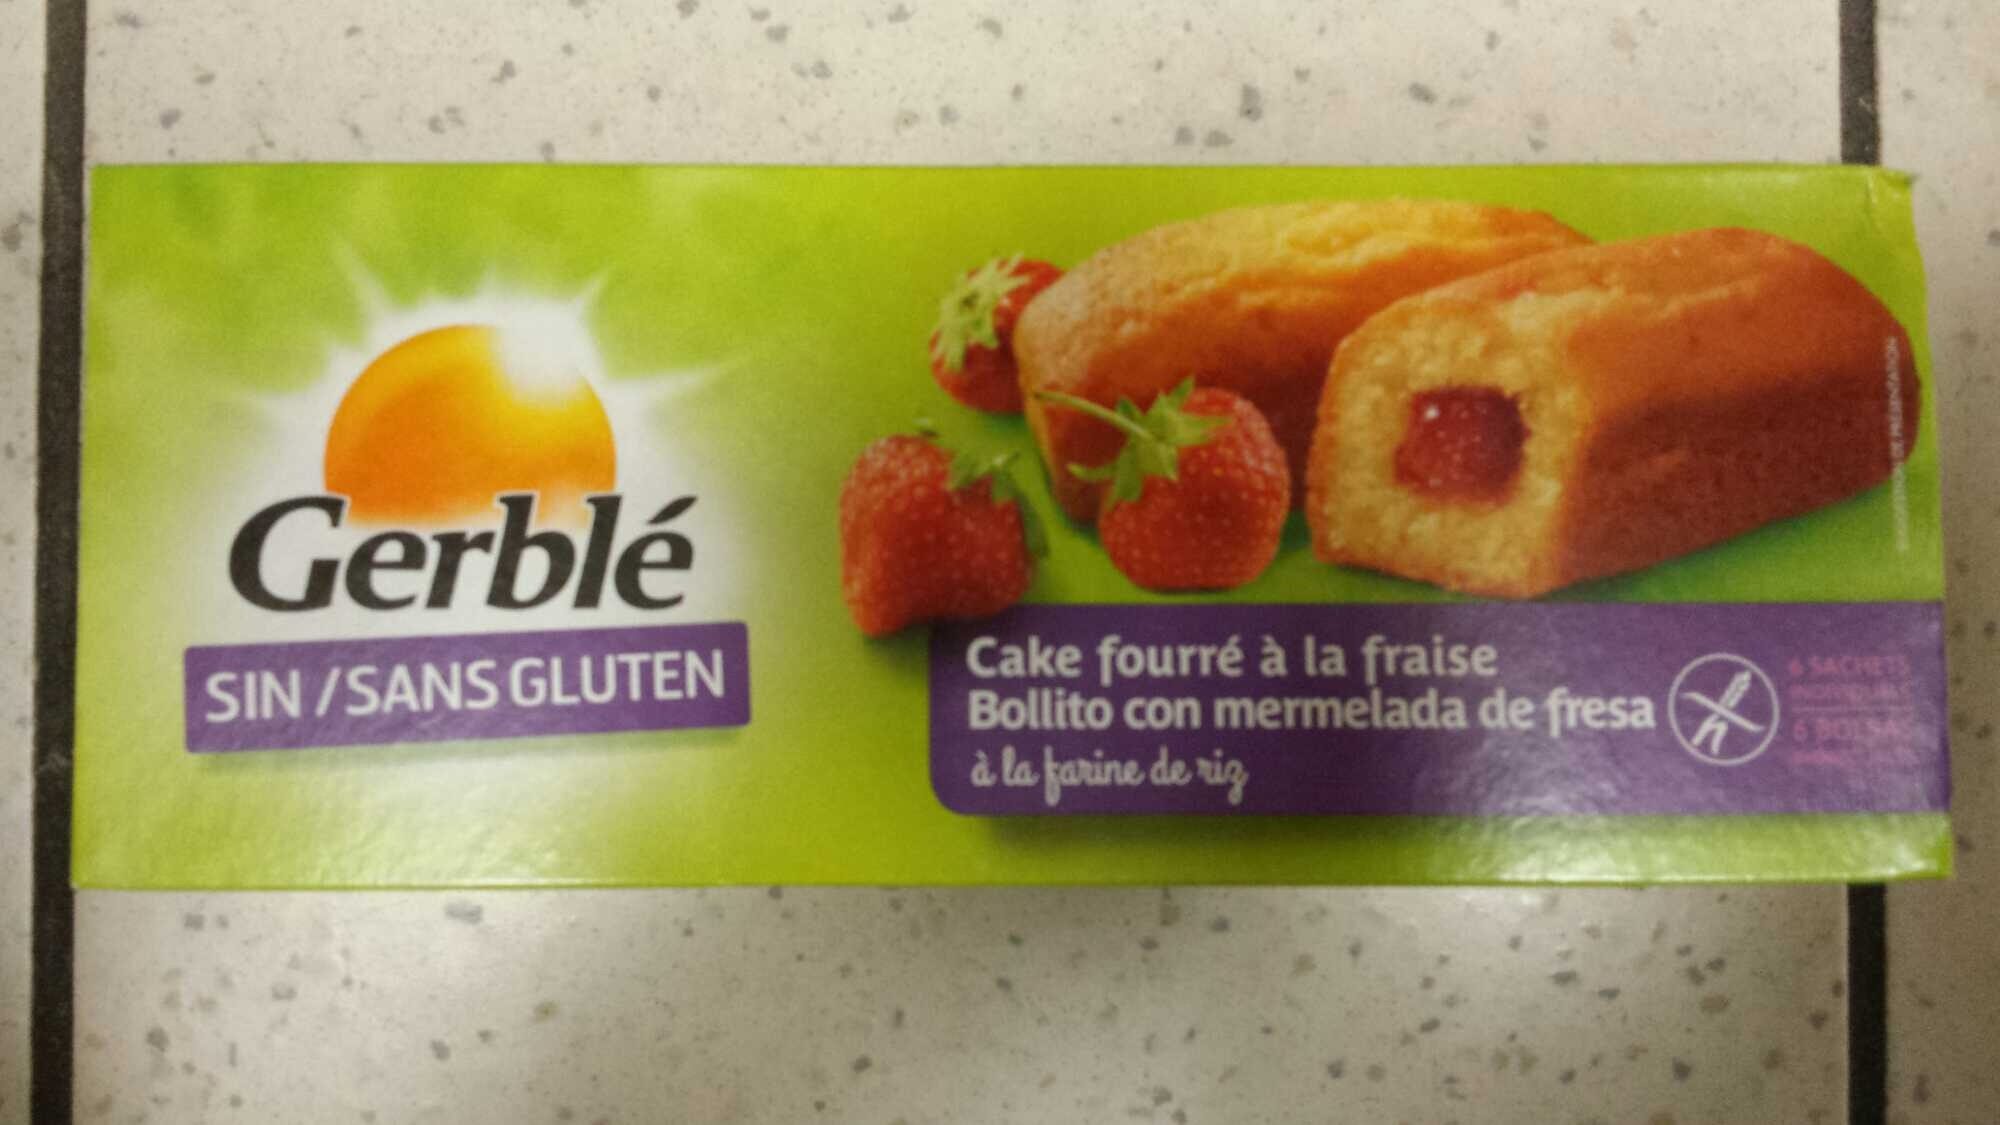 Gerblé
SIN / SANS GLUTEN
Cake fourré à la fraise
Bollito con mermelada de fresa
à la farine de riz
6 SACHETS
INDIVIDUELS
6 BOLSAS